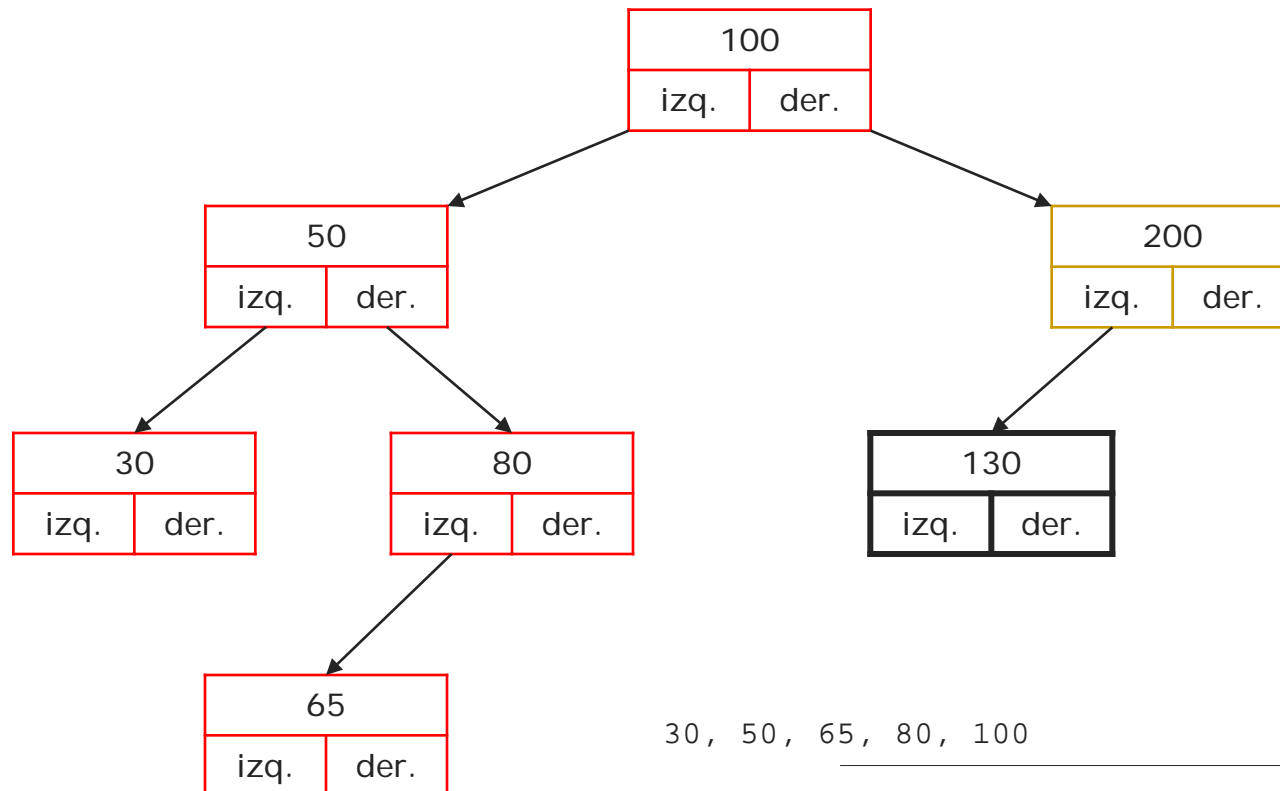 100
izq. der.
50
izq. der.
200
izq. der.
30
izq. der.
80
izq. der.
130
izq. der.
65
izq. der.
30, 50, 65, 80, 100